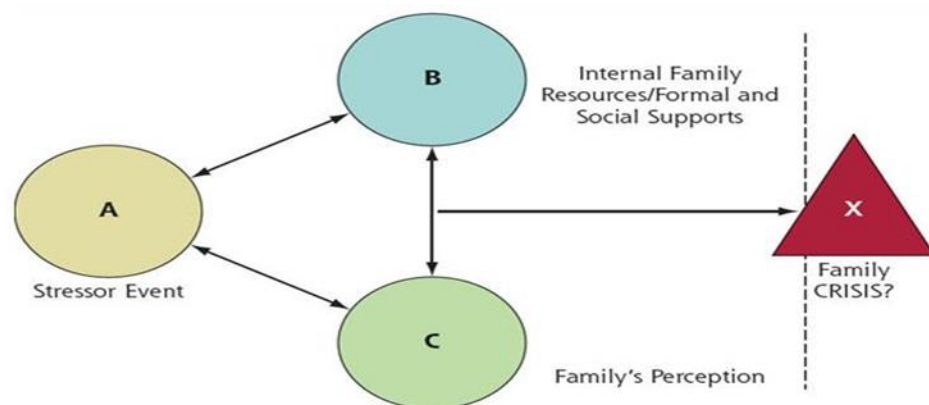 B
Internal Family
Resources/Formal and
Social Supports
A
Stressor Event
X
Family
CRISIS?
C
Family's Perception